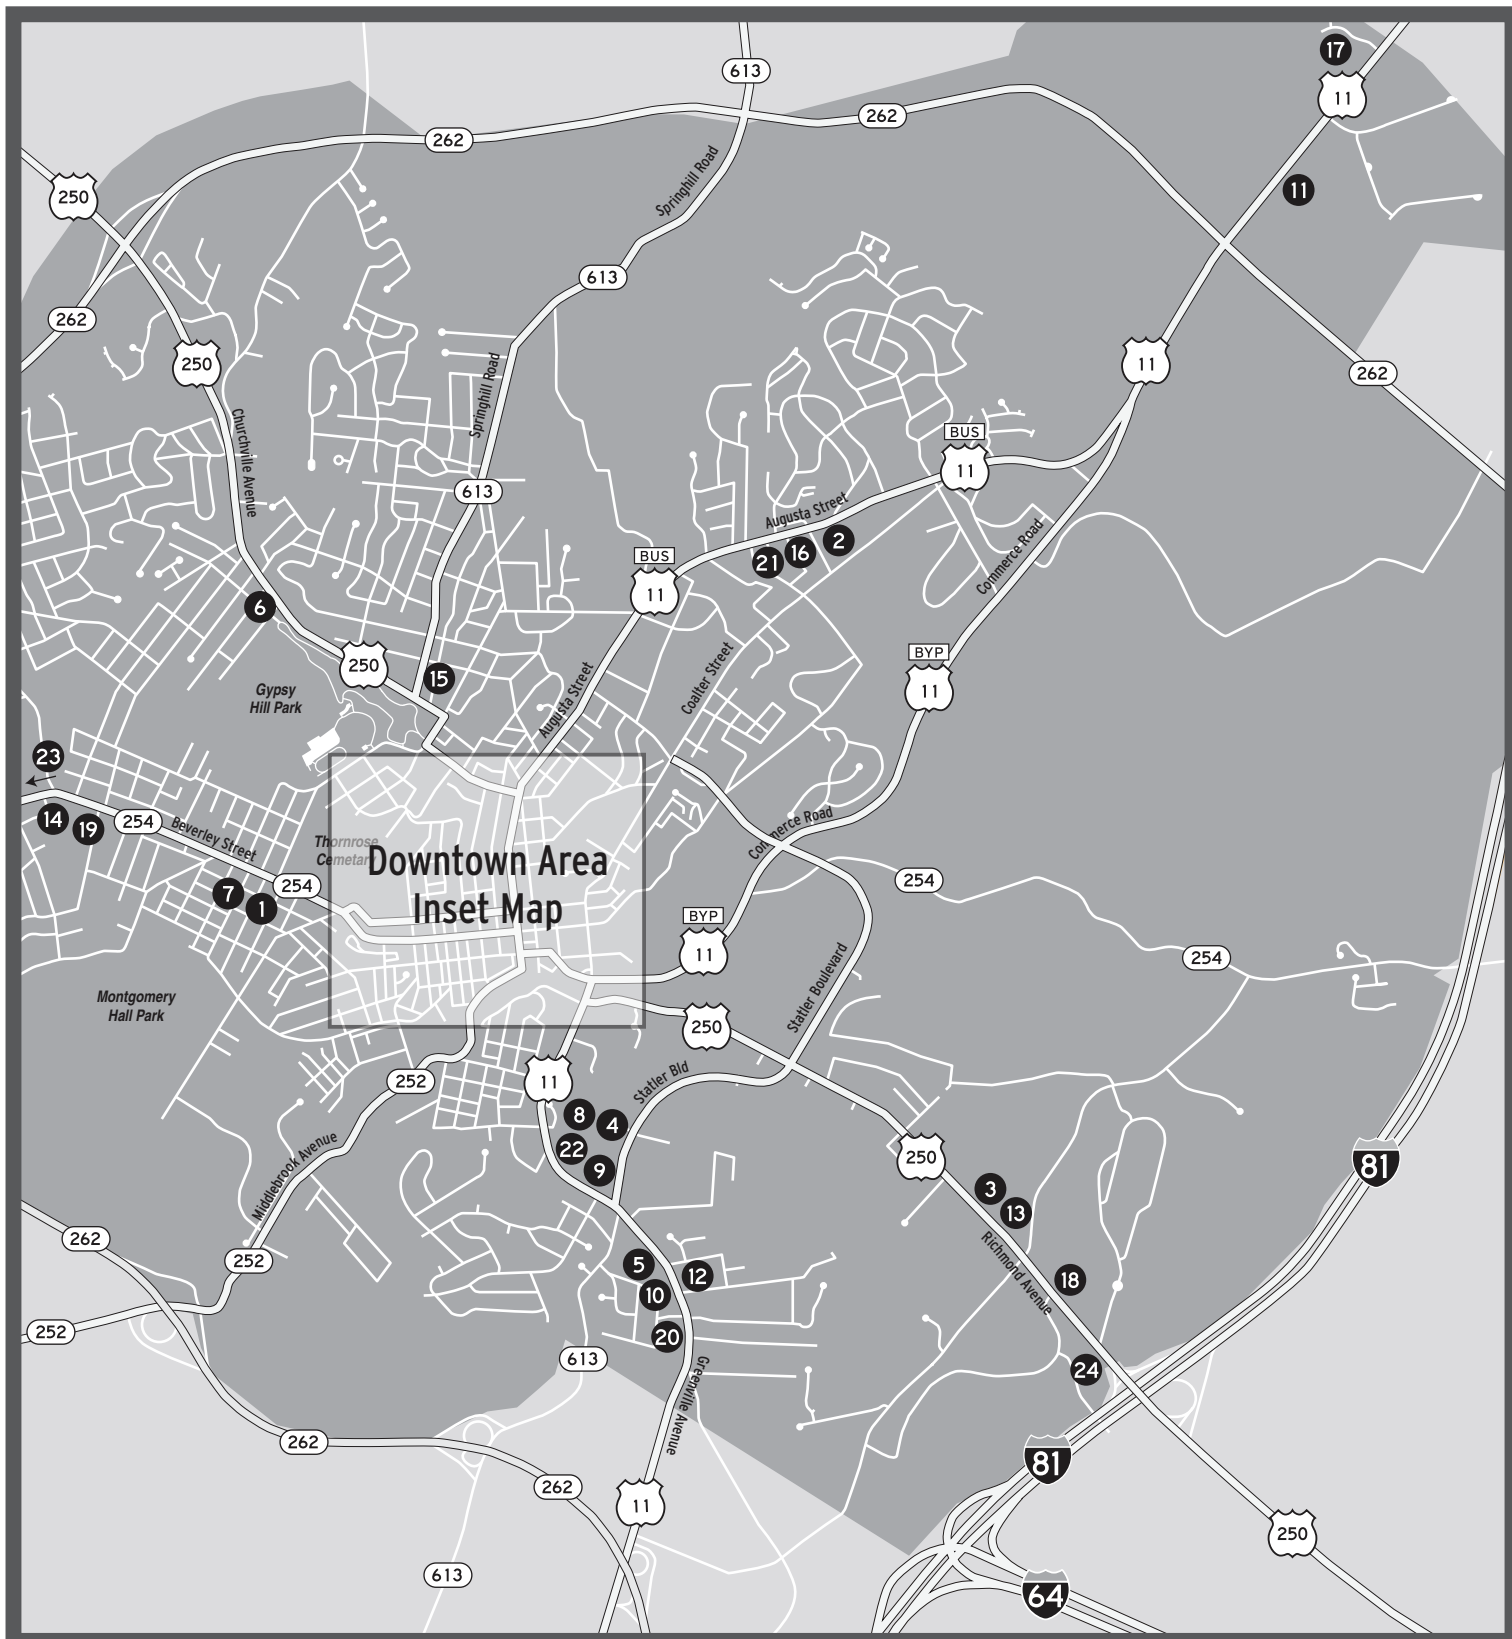 17
613
11
262
262
250
11
Springhill Road
613
262
11
250
262
Springhill Road
Churchville Avenue
BUS
11
613
Augusta Street
2
16
21
BUS
11
Commerce Road
6
BYP
11
250
15
Coalter Street
Augusta Street
Gypsy
Hill Park
23
14
19
254
Beverley Street
Commerce Road
Thornrose
Cemetary
Downtown Area
Inset Map
254
254
7
1
BYP
11
254
Montgomery
Hall Park
Statler Boulevard
250
252
11
Statler Bld
8
4
22
9
250
81
Middlebrook Avenue
3
13
262
252
Richmond Avenue
5
12
18
10
252
20
613
24
Greenville Avenue
262
81
262
11
250
613
64